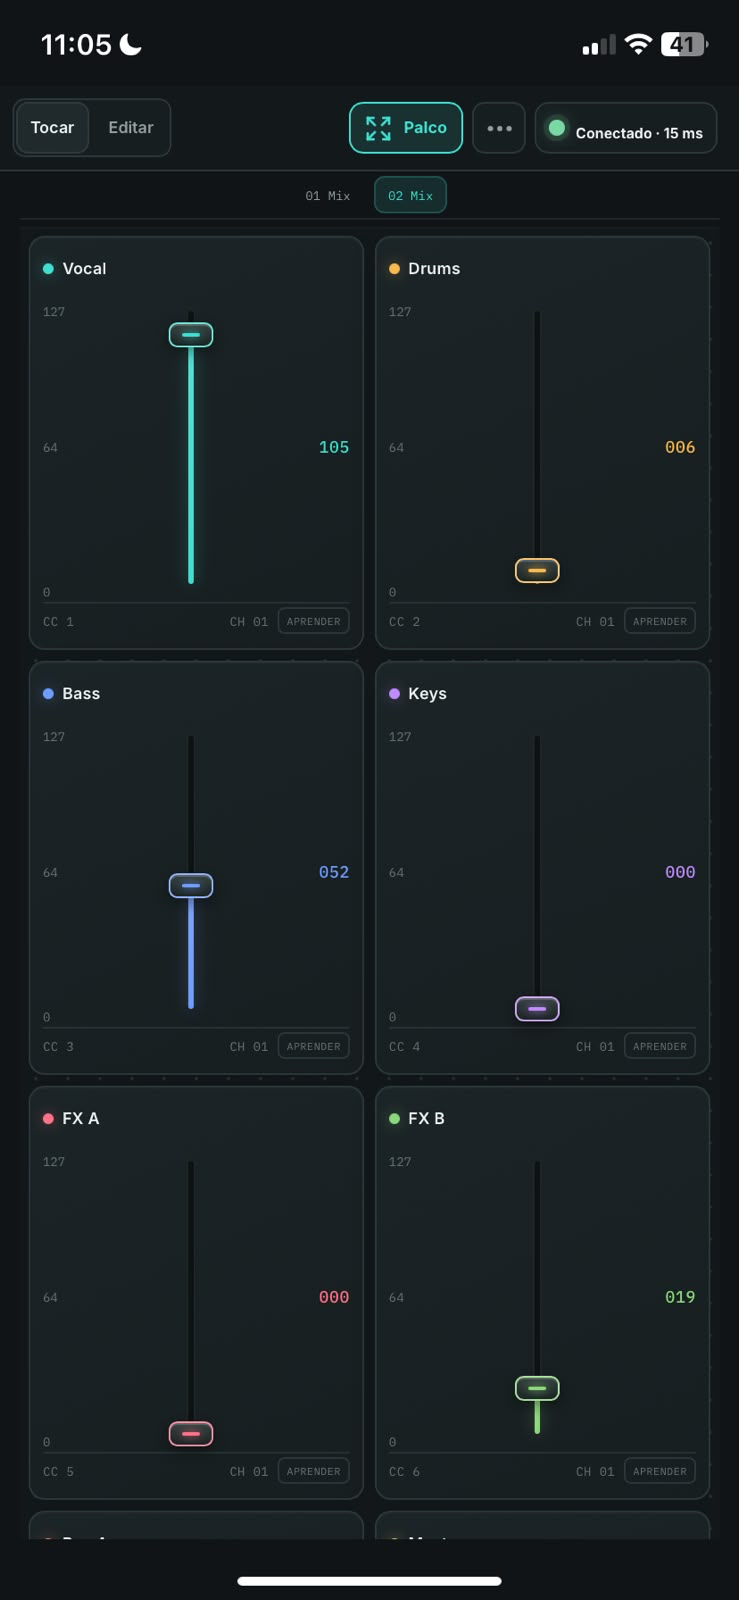 11:05
41
Tocar
Editar
Palco
Conectado · 15 ms
01 Mix
02 Mix
Vocal
127
64
105
0
CC 1
CH 01
APRENDER
Drums
127
64
006
0
CC 2
CH 01
APRENDER
Bass
127
64
052
0
CC 3
CH 01
APRENDER
Keys
127
64
000
0
CC 4
CH 01
APRENDER
FX A
127
64
000
0
CC 5
CH 01
APRENDER
FX B
127
64
019
0
CC 6
CH 01
APRENDER